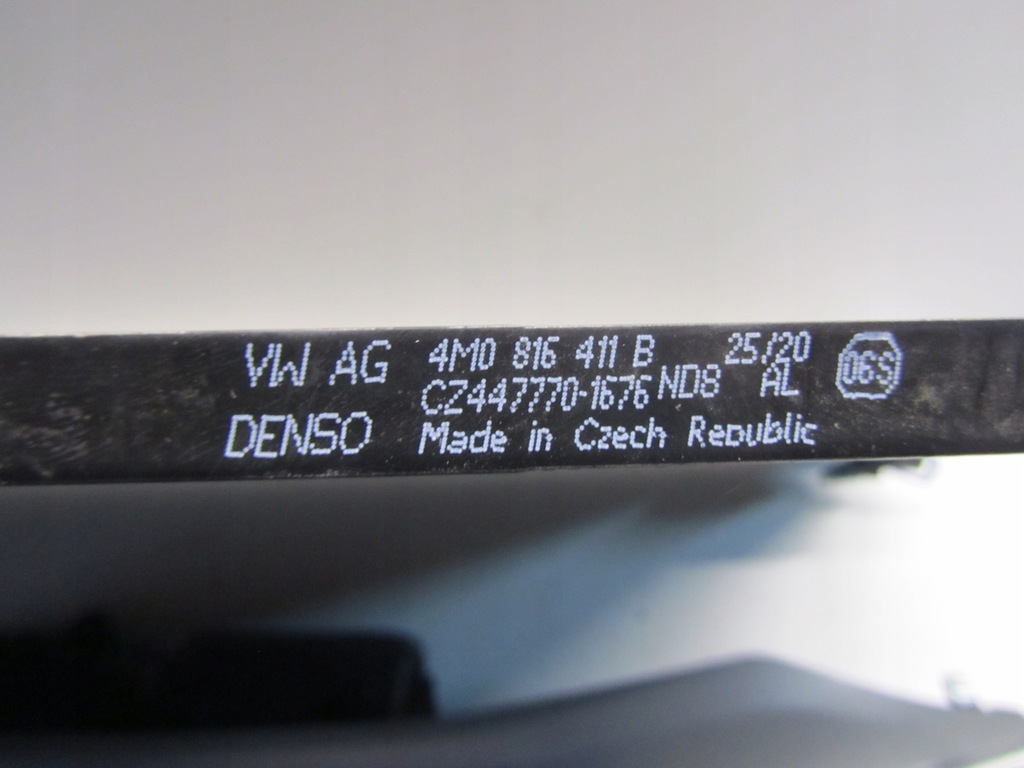 VW AG 4M0 816 411 B 25/20 06S
CZ447770-1676 ND8 AL
DENSO Made in Czech Republic